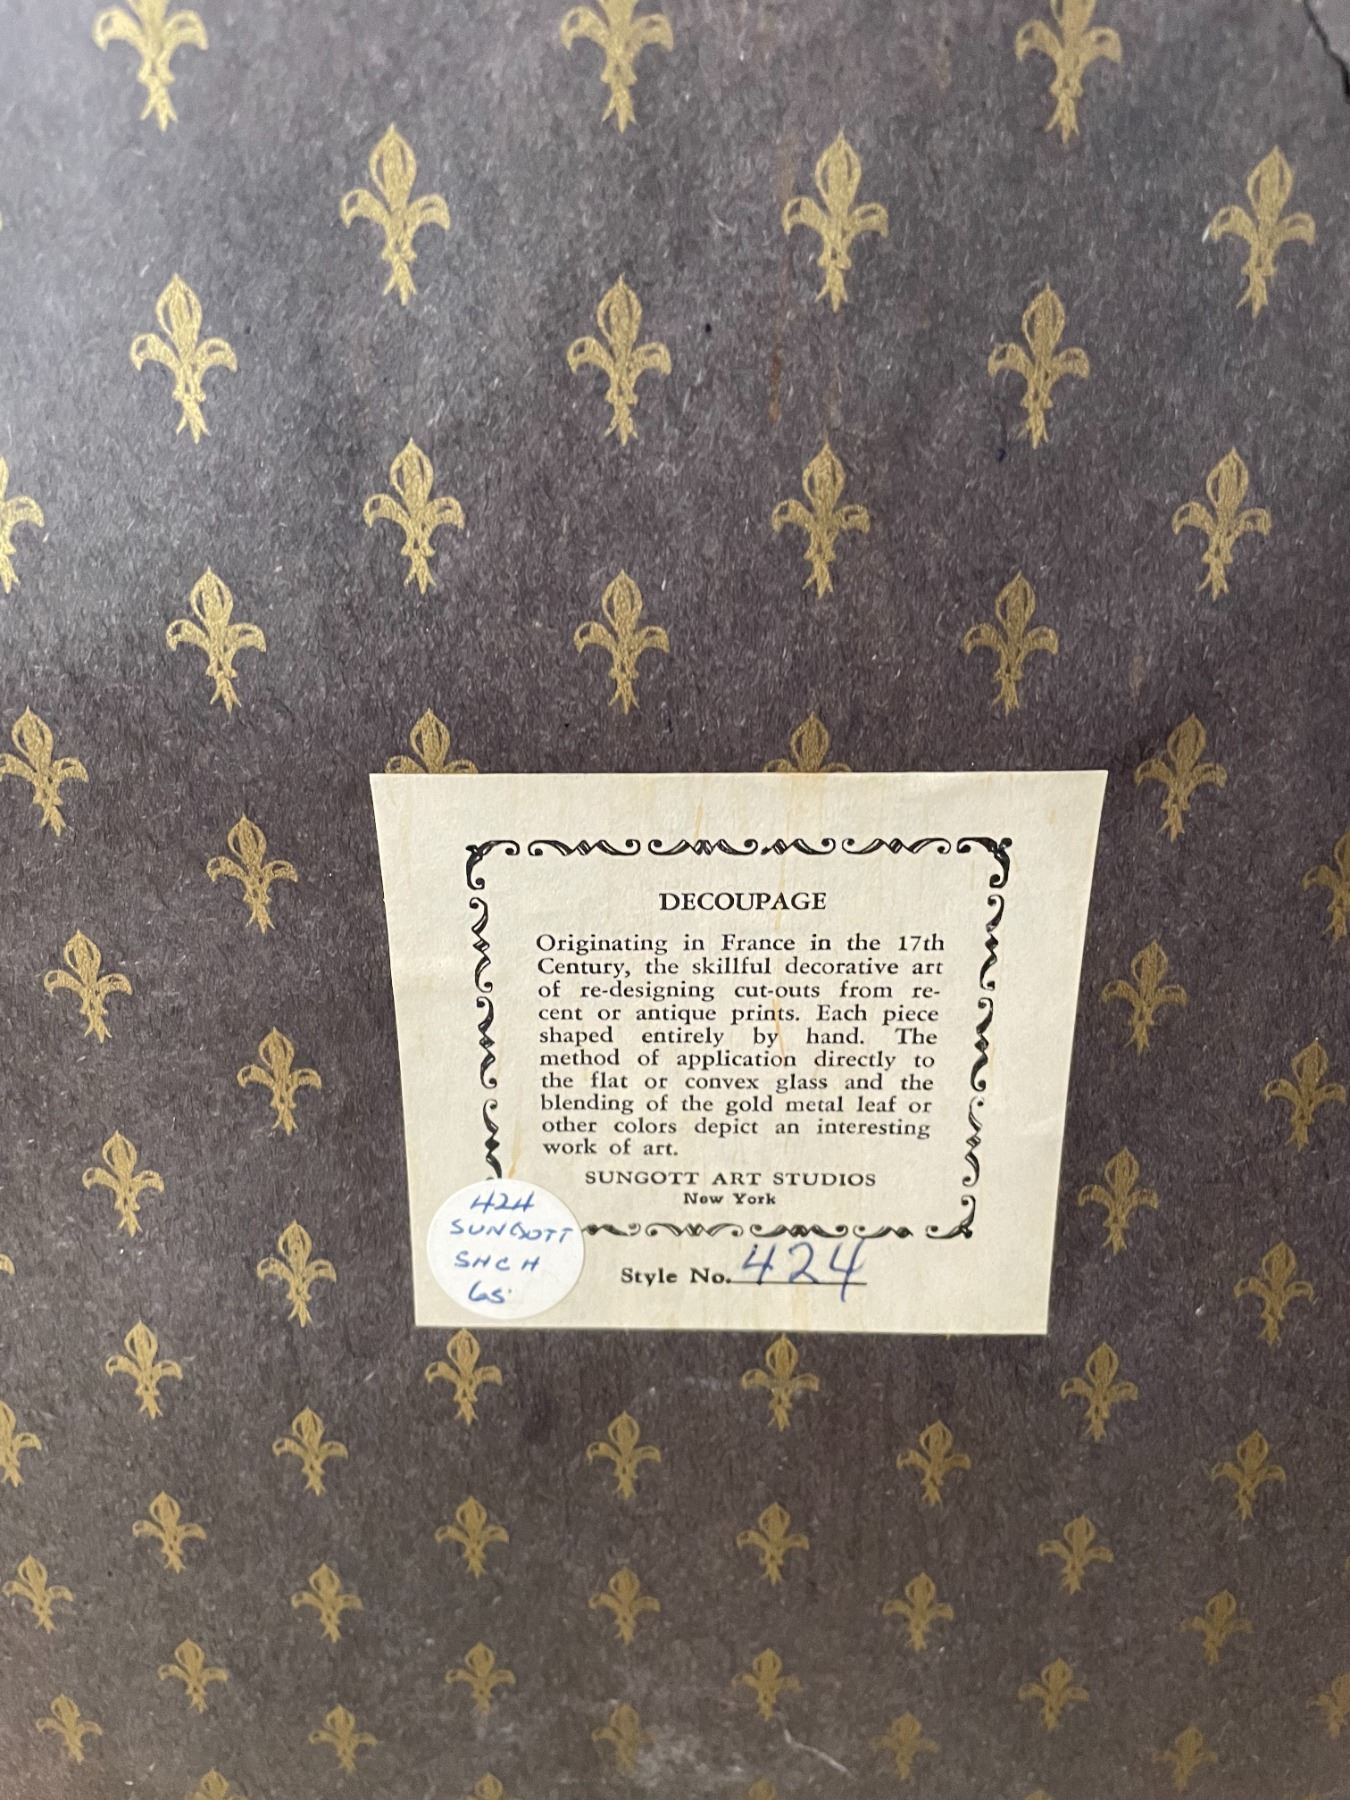 DECOUPAGE
Originating in France in the 17th
Century, the skillful decorative art
of re-designing cut-outs from re-
cent or antique prints. Each piece
shaped entirely by hand. The
method of application directly to
the flat or convex glass and the
blending of the gold metal leaf or
other colors depict an interesting
work of art.
SUNGOTT ART STUDIOS
New York
Style No. 424
424
SUNGOTT